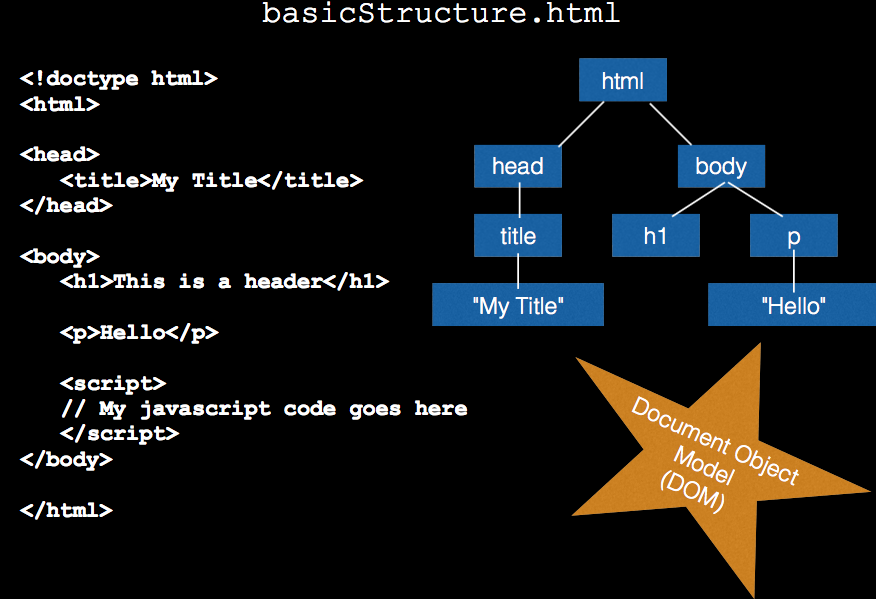 basicStructure.html
<!doctype html>
<html>
<head>
<title>My Title</title>
</head>
<body>
<h1>This is a header</h1>
<p>Hello</p>
<script>
// My javascript code goes here
</script>
</body>
</html>
html
head
body
title
h1
p
"My Title"
"Hello"
Document Object
Model
(DOM)